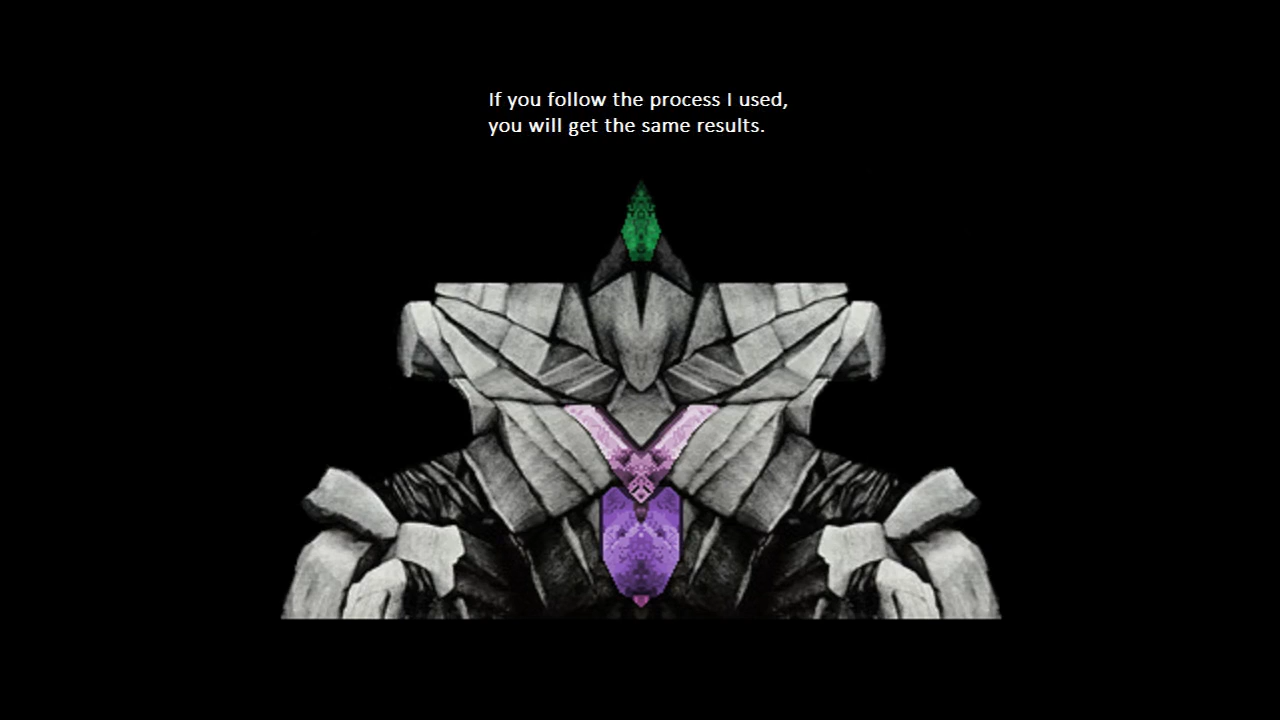 If you follow the process I used,
you will get the same results.